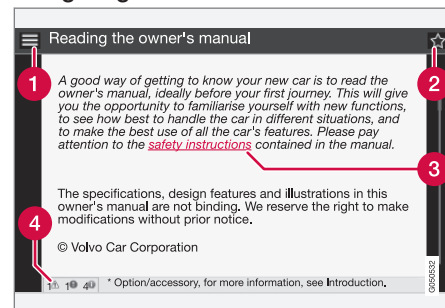 Reading the owner's manual
1
2
A good way of getting to know your new car is to read the
owner's manual, ideally before your first journey. This will give
you the opportunity to familiarise yourself with new functions,
to see how best to handle the car in different situations, and
to make the best use of all the car's features. Please pay
attention to the safety instructions contained in the manual.
3
The specifications, design features and illustrations in this
owner's manual are not binding. We reserve the right to make
modifications without prior notice.
4
© Volvo Car Corporation
G050532
1 1 4 * Option/accessory, for more information, see Introduction.